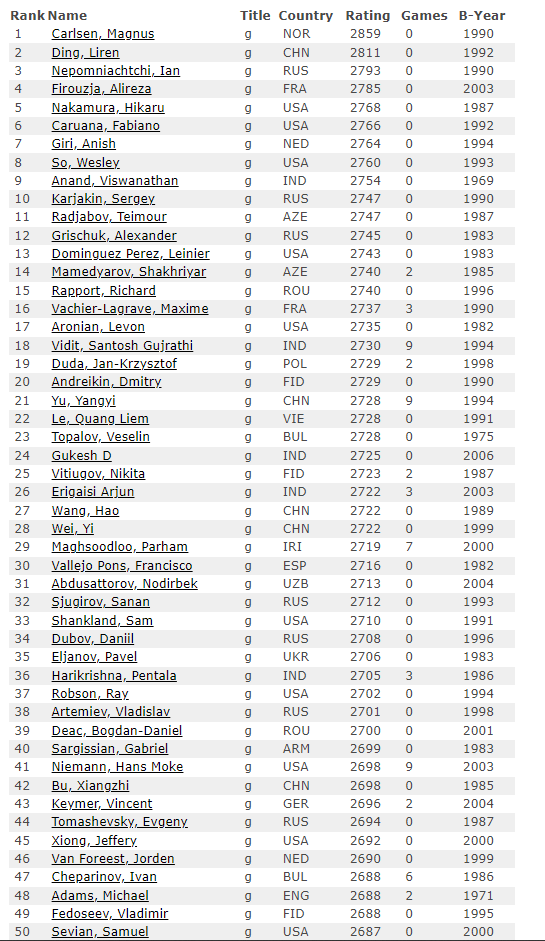 Rank Name Title Country Rating Games B-Year
1 Carlsen, Magnus g NOR 2859 0 1990
2 Ding, Liren g CHN 2811 0 1992
3 Nepomniachtchi, Ian g RUS 2793 0 1990
4 Firouzja, Alireza g FRA 2785 0 2003
5 Nakamura, Hikaru g USA 2768 0 1987
6 Caruana, Fabiano g USA 2766 0 1992
7 Giri, Anish g NED 2764 0 1994
8 So, Wesley g USA 2760 0 1993
9 Anand, Viswanathan g IND 2754 0 1969
10 Karjakin, Sergey g RUS 2747 0 1990
11 Radjabov, Teimour g AZE 2747 0 1987
12 Grischuk, Alexander g RUS 2745 0 1983
13 Dominguez Perez, Leinier g USA 2743 0 1983
14 Mamedyarov, Shakhriyar g AZE 2740 2 1985
15 Rapport, Richard g ROU 2740 0 1996
16 Vachier-Lagrave, Maxime g FRA 2737 3 1990
17 Aronian, Levon g USA 2735 0 1982
18 Vidit, Santosh Gujrathi g IND 2730 9 1994
19 Duda, Jan-Krzysztof g POL 2729 2 1998
20 Andreikin, Dmitry g FID 2729 0 1990
21 Yu, Yangyi g CHN 2728 9 1994
22 Le, Quang Liem g VIE 2728 0 1991
23 Topalov, Veselin g BUL 2728 0 1975
24 Gukesh D g IND 2725 0 2006
25 Vitiugov, Nikita g FID 2723 2 1987
26 Erigaisi Arjun g IND 2722 3 2003
27 Wang, Hao g CHN 2722 0 1989
28 Wei, Yi g CHN 2722 0 1999
29 Maghsoodloo, Parham g IRI 2719 7 2000
30 Vallejo Pons, Francisco g ESP 2716 0 1982
31 Abdusattorov, Nodirbek g UZB 2713 0 2004
32 Sjugirov, Sanan g RUS 2712 0 1993
33 Shankland, Sam g USA 2710 0 1991
34 Dubov, Daniil g RUS 2708 0 1996
35 Eljanov, Pavel g UKR 2706 0 1983
36 Harikrishna, Pentala g IND 2705 3 1986
37 Robson, Ray g USA 2702 0 1994
38 Artemiev, Vladislav g RUS 2701 0 1998
39 Deac, Bogdan-Daniel g ROU 2700 0 2001
40 Sargissian, Gabriel g ARM 2699 0 1983
41 Niemann, Hans Moke g USA 2698 9 2003
42 Bu, Xiangzhi g CHN 2698 0 1985
43 Keymer, Vincent g GER 2696 2 2004
44 Tomashevsky, Evgeny g RUS 2694 0 1987
45 Xiong, Jeffery g USA 2692 0 2000
46 Van Foreest, Jorden g NED 2690 0 1999
47 Cheparinov, Ivan g BUL 2688 6 1986
48 Adams, Michael g ENG 2688 2 1971
49 Fedoseev, Vladimir g FID 2688 0 1995
50 Sevian, Samuel g USA 2687 0 2000